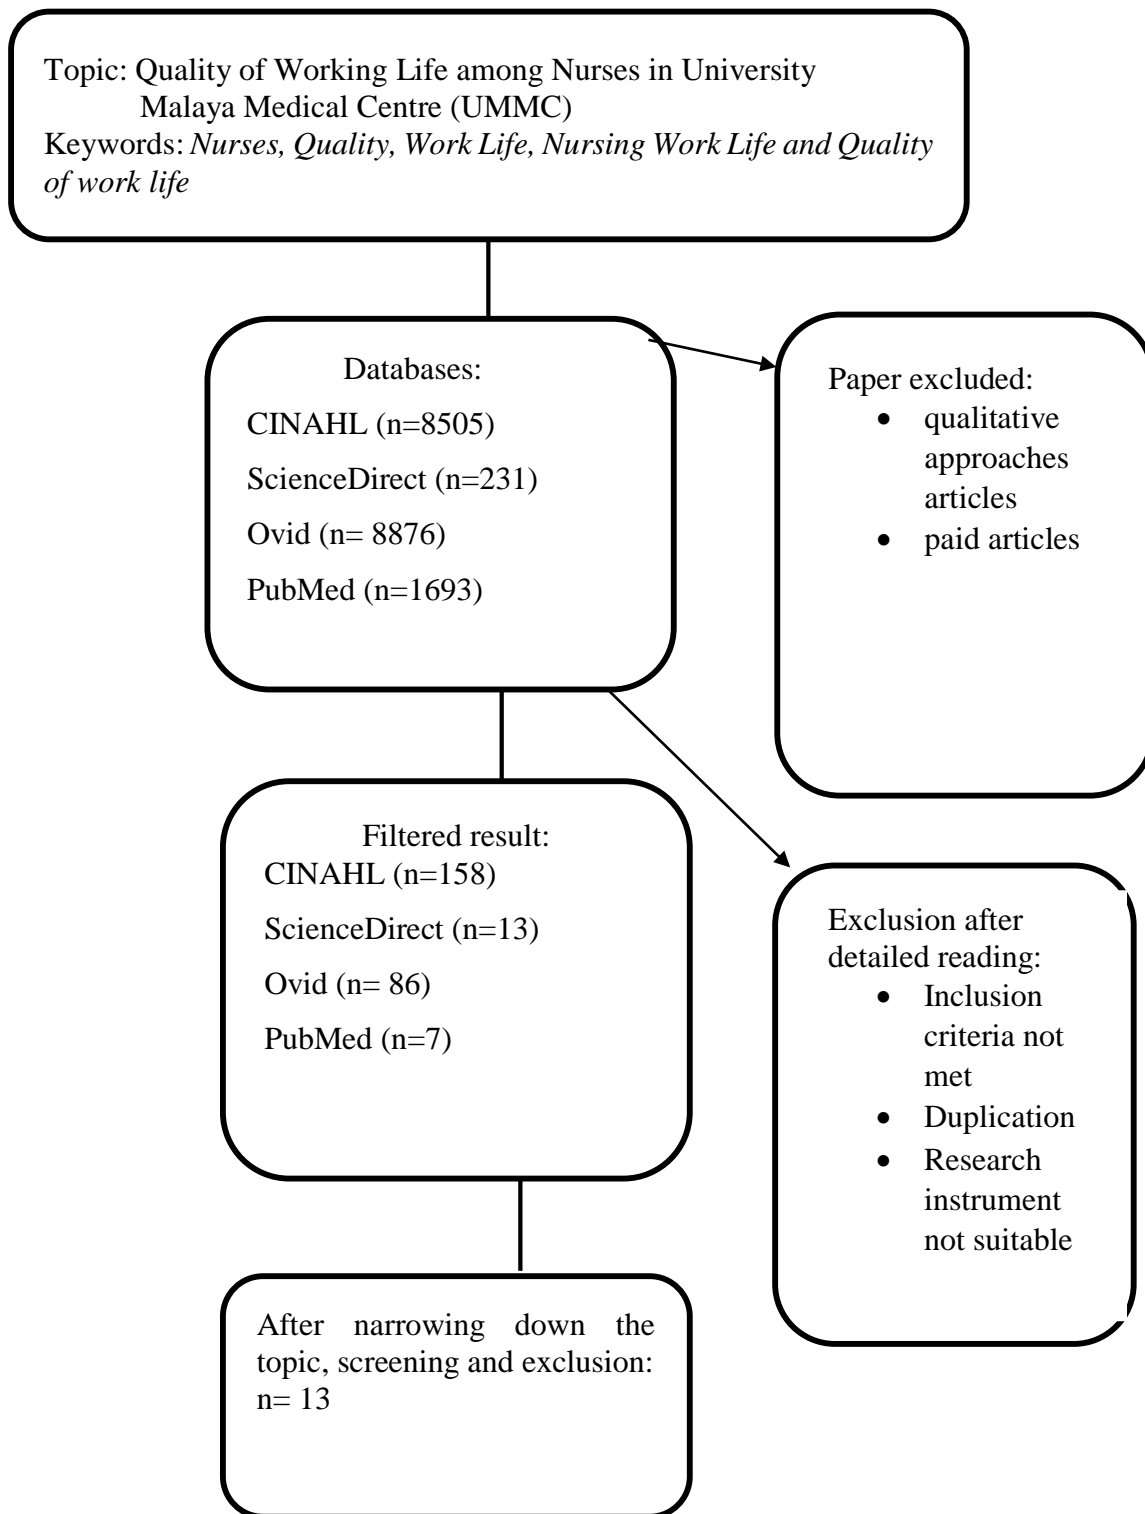 Topic: Quality of Working Life among Nurses in University
Malaya Medical Centre (UMMC)
Keywords: Nurses, Quality, Work Life, Nursing Work Life and Quality
of work life
Databases:
CINAHL (n=8505)
ScienceDirect (n=231)
Ovid (n= 8876)
PubMed (n=1693)
Paper excluded:
• qualitative
approaches
articles
• paid articles
Filtered result:
CINAHL (n=158)
ScienceDirect (n=13)
Ovid (n= 86)
PubMed (n=7)
Exclusion after
detailed reading:
• Inclusion
criteria not
met
• Duplication
• Research
instrument
not suitable
After narrowing down the
topic, screening and exclusion:
n= 13